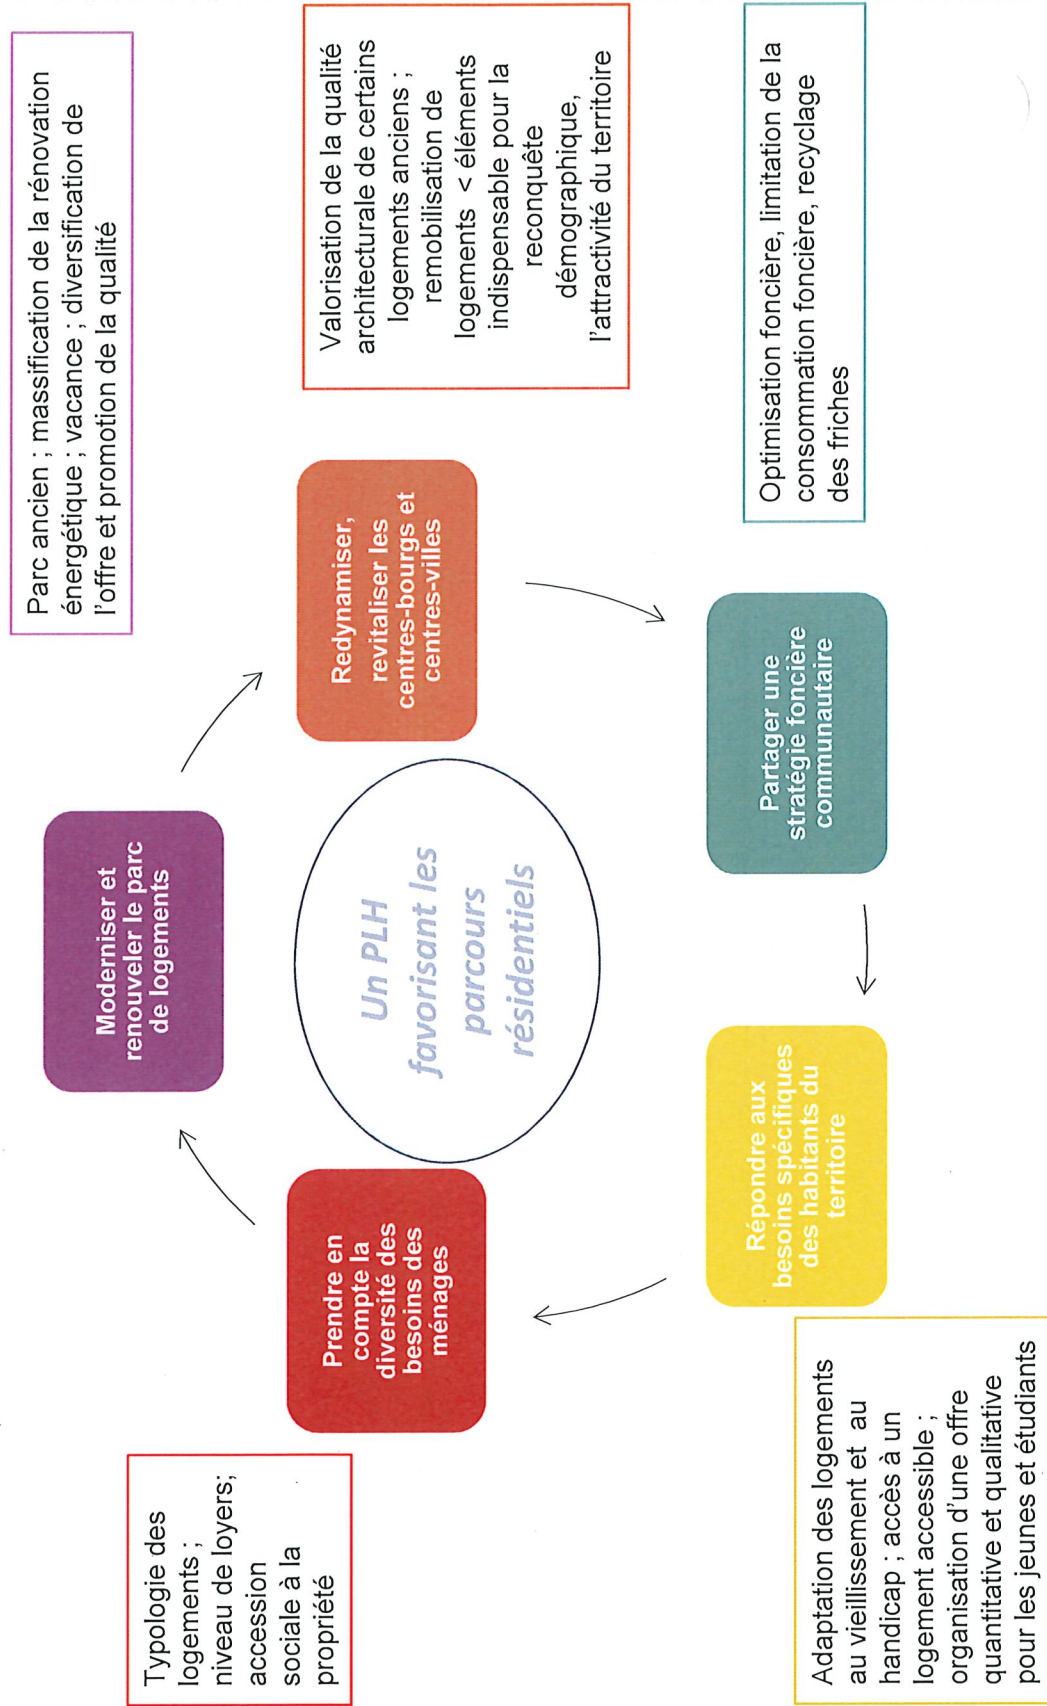 Parc ancien ; massification de la rénovation
énergétique ; vacance ; diversification de
l'offre et promotion de la qualité
Moderniser et
renouveler le parc
de logements
Typologie des
logements ;
niveau de loyers;
accession
sociale à la
propriété
Prendre en
compte la
diversité des
besoins des
ménages
Un PLH
favorisant les
parcours
résidentiels
Redynamiser,
revitaliser les
centres-bourgs et
centres-villes
Valorisation de la qualité
architecturale de certains
logements anciens ;
remobilisation de
logements < éléments
indispensable pour la
reconquête
démographique,
l'attractivité du territoire
Répondre aux
besoins spécifiques
des habitants du
territoire
Partager une
stratégie foncière
communautaire
Optimisation foncière, limitation de la
consommation foncière, recyclage
des friches
Adaptation des logements
au vieillissement et au
handicap ; accès à un
logement accessible ;
organisation d'une offre
quantitative et qualitative
pour les jeunes et étudiants